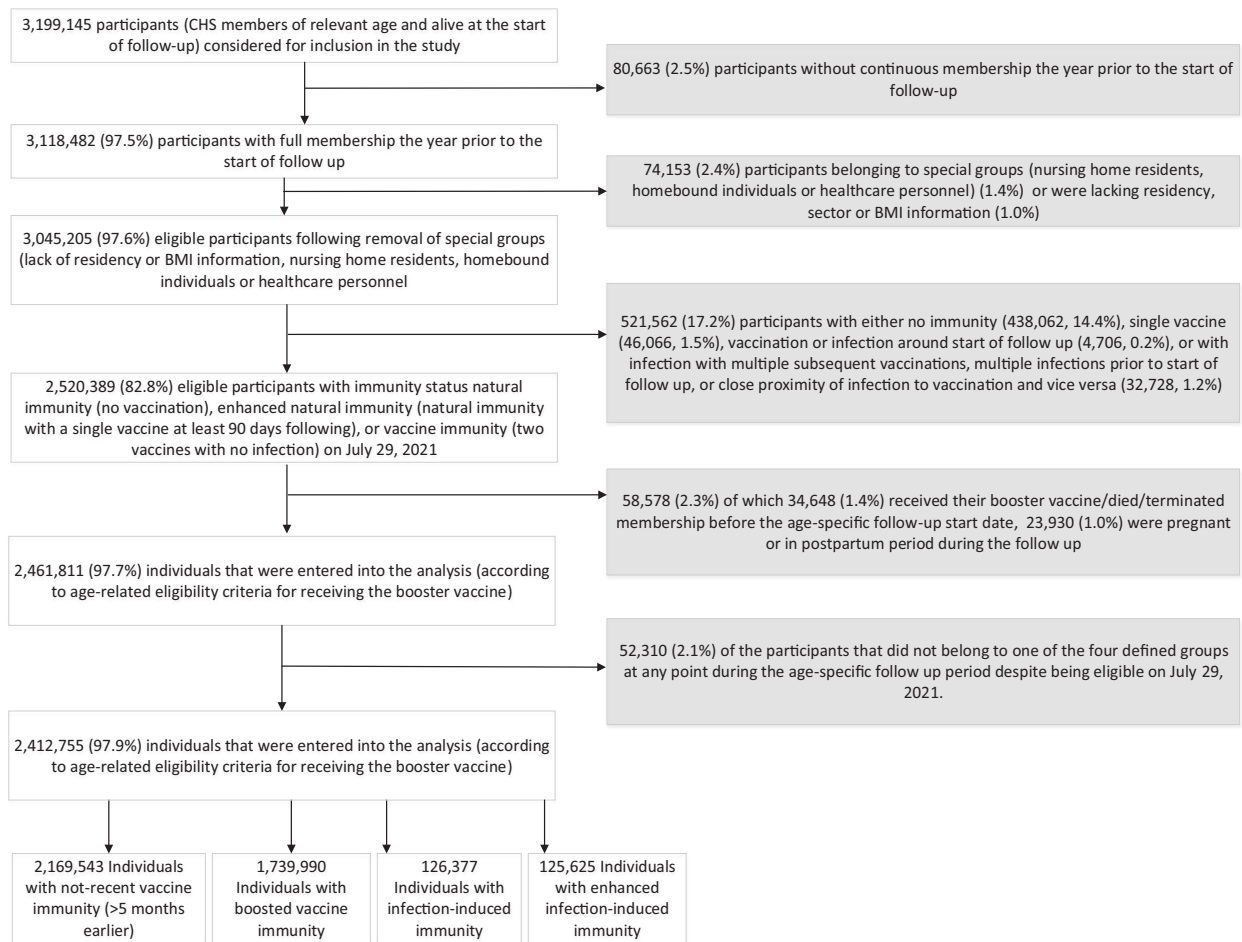 3,199,145 participants (CHS members of relevant age and alive at the start
of follow-up) considered for inclusion in the study
80,663 (2.5%) participants without continuous membership the year prior to the start of
follow-up
3,118,482 (97.5%) participants with full membership the year prior to the
start of follow up
74,153 (2.4%) participants belonging to special groups (nursing home residents,
homebound individuals or healthcare personnel) (1.4%) or were lacking residency,
sector or BMI information (1.0%)
3,045,205 (97.6%) eligible participants following removal of special groups
(lack of residency or BMI information, nursing home residents, homebound
individuals or healthcare personnel
521,562 (17.2%) participants with either no immunity (438,062, 14.4%), single vaccine
(46,066, 1.5%), vaccination or infection around start of follow up (4,706, 0.2%), or with
infection with multiple subsequent vaccinations, multiple infections prior to start of
follow up, or close proximity of infection to vaccination and vice versa (32,728, 1.2%)
2,520,389 (82.8%) eligible participants with immunity status natural
immunity (no vaccination), enhanced natural immunity (natural immunity
with a single vaccine at least 90 days following), or vaccine immunity (two
vaccines with no infection) on July 29, 2021
58,578 (2.3%) of which 34,648 (1.4%) received their booster vaccine/died/terminated
membership before the age-specific follow-up start date, 23,930 (1.0%) were pregnant
or in postpartum period during the follow up
2,461,811 (97.7%) individuals that were entered into the analysis (according
to age-related eligibility criteria for receiving the booster vaccine)
52,310 (2.1%) of the participants that did not belong to one of the four defined groups
at any point during the age-specific follow up period despite being eligible on July 29,
2021.
2,412,755 (97.9%) individuals that were entered into the analysis (according
to age-related eligibility criteria for receiving the booster vaccine)
2,169,543 Individuals
with not-recent vaccine
immunity (>5 months
earlier)
1,739,990
Individuals with
boosted vaccine
immunity
126,377
Individuals with
infection-induced
immunity
125,625 Individuals
with enhanced
infection-induced
immunity